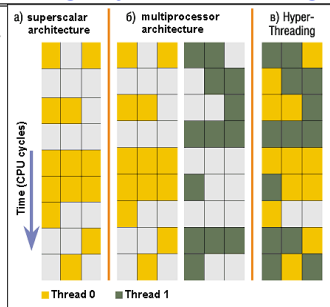 a) superscalar
architecture
б) multiprocessor
architecture
в) Hyper-
Threading
Time (CPU cycles)
Thread 0
Thread 1